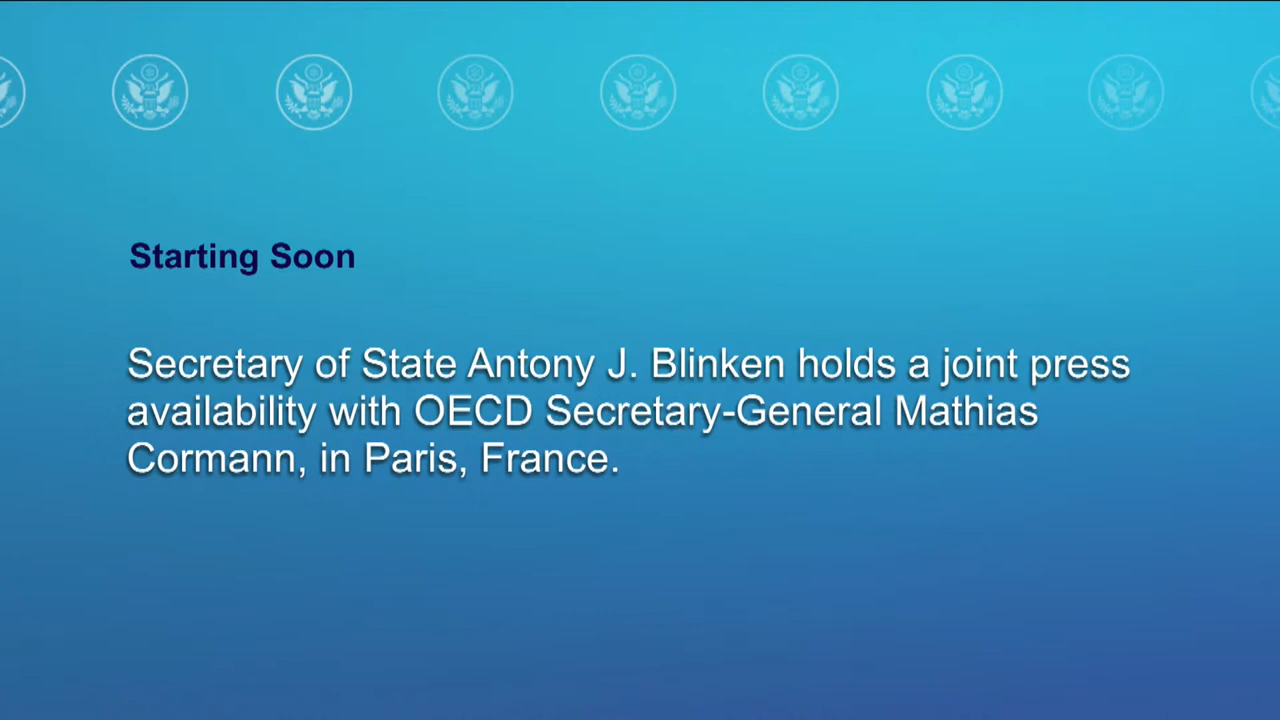 Starting Soon
Secretary of State Antony J. Blinken holds a joint press
availability with OECD Secretary-General Mathias
Cormann, in Paris, France.